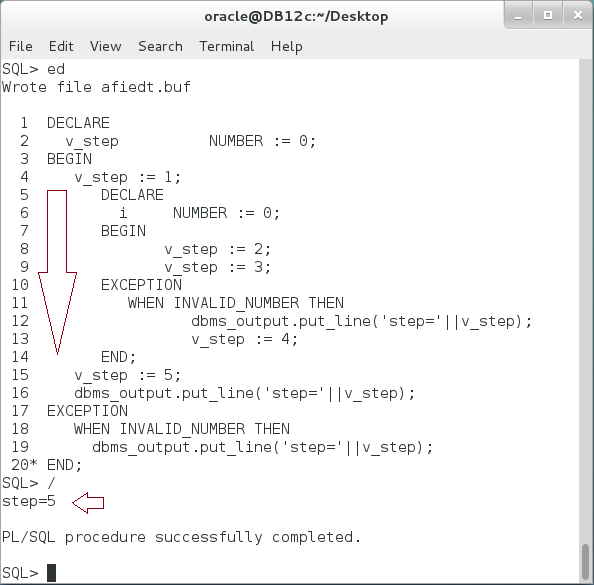 oracle@DB12c:~/Desktop
File Edit View Search Terminal Help
SQL> ed
Wrote file afiedt.buf
1 DECLARE
2 v_step NUMBER := 0;
3 BEGIN
4 v_step := 1;
5 DECLARE
6 i NUMBER := 0;
7 BEGIN
8 v_step := 2;
9 v_step := 3;
10 EXCEPTION
11 WHEN INVALID_NUMBER THEN
12 dbms_output.put_line('step='||v_step);
13 v_step := 4;
14 END;
15 v_step := 5;
16 dbms_output.put_line('step='||v_step);
17 EXCEPTION
18 WHEN INVALID_NUMBER THEN
19 dbms_output.put_line('step='||v_step);
20* END;
SQL> /
step=5
PL/SQL procedure successfully completed.
SQL>